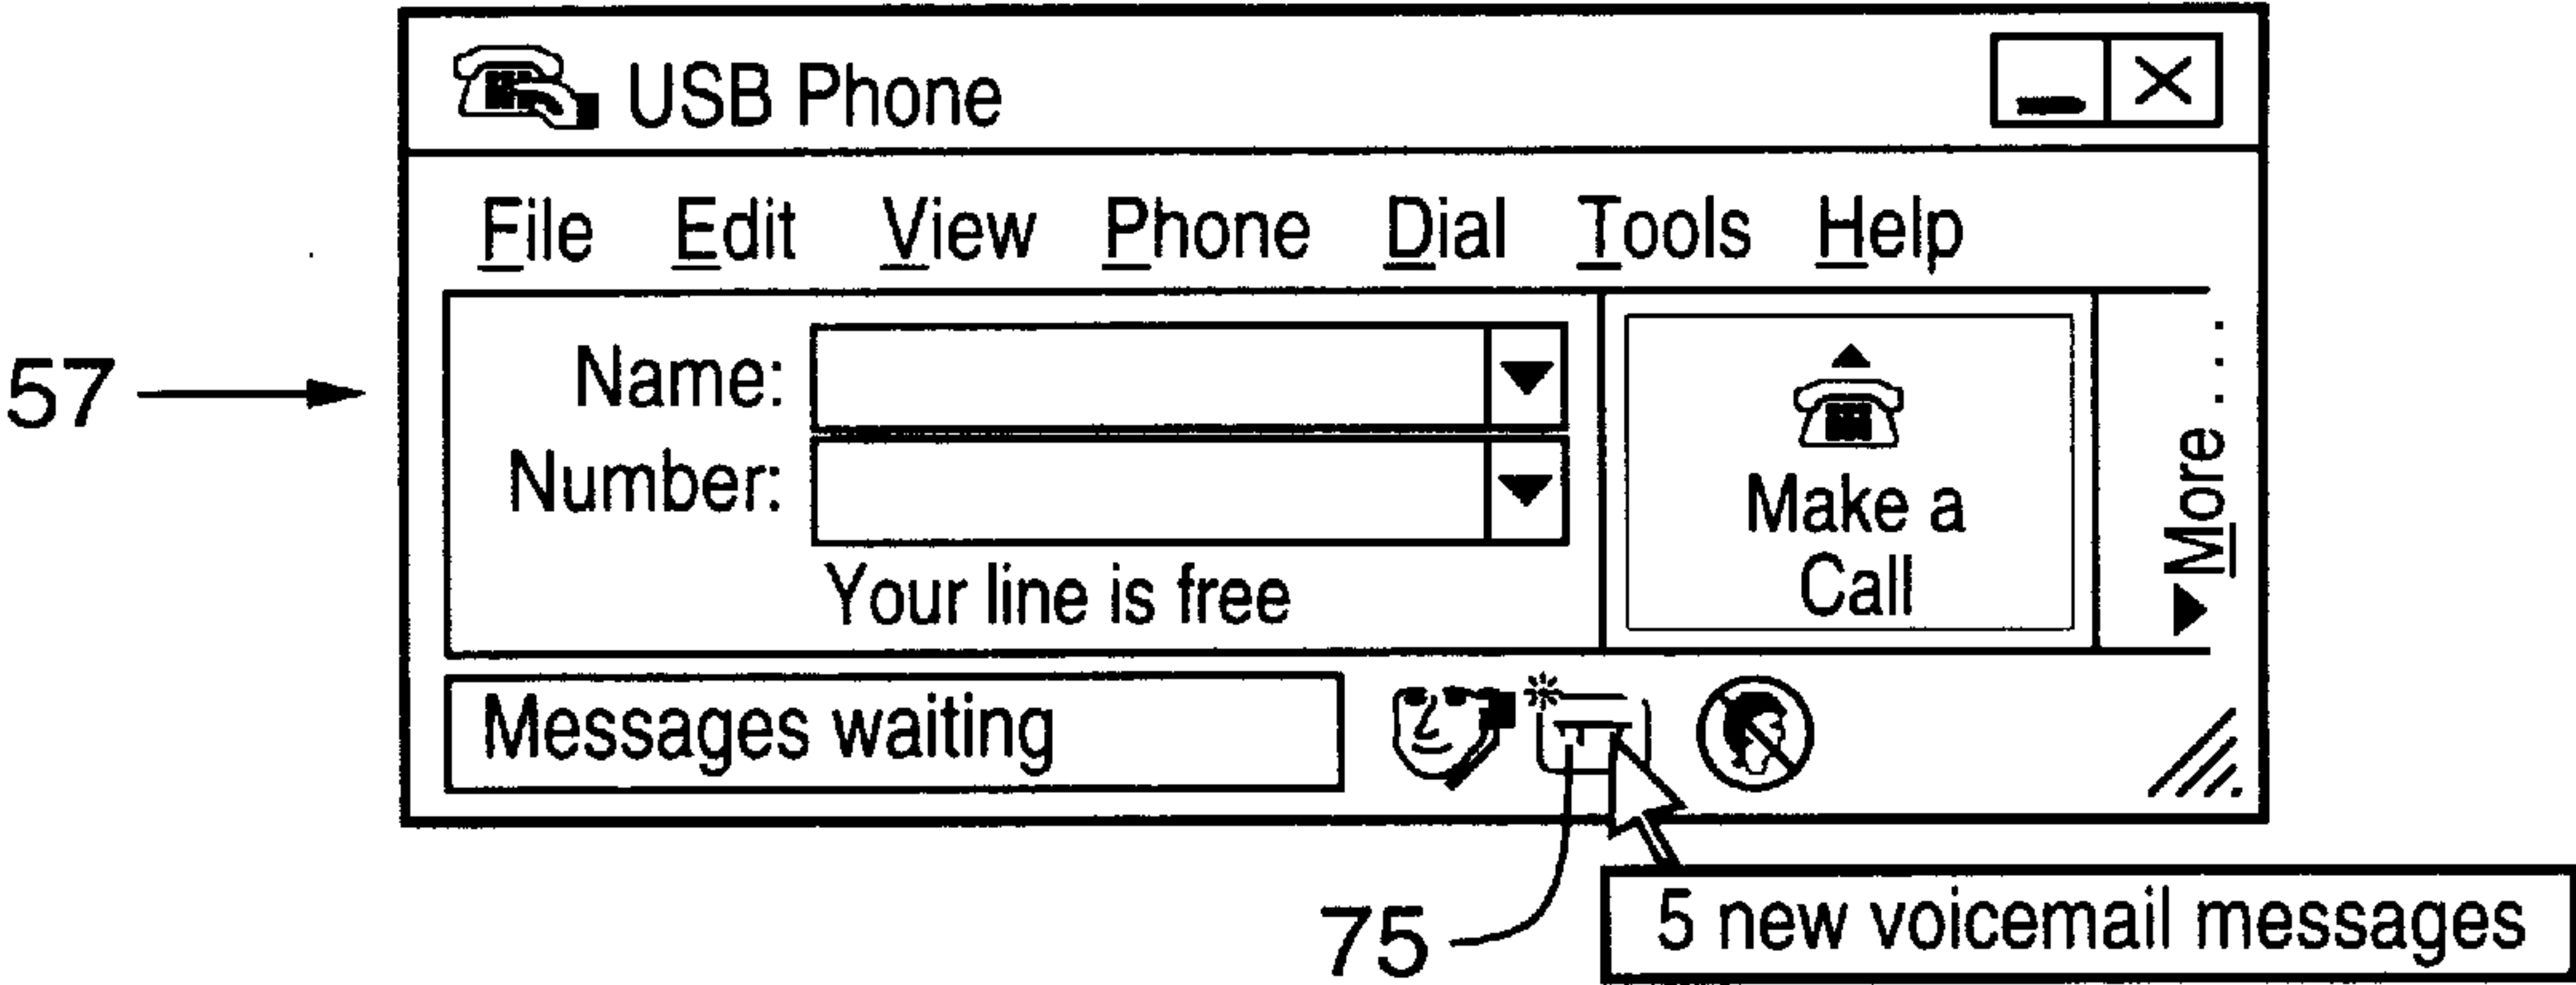 USB Phone
File Edit View Phone Dial Tools Help
57
Name:
Number:
Your line is free
Make a
Call
More ...
Messages waiting
75
5 new voicemail messages